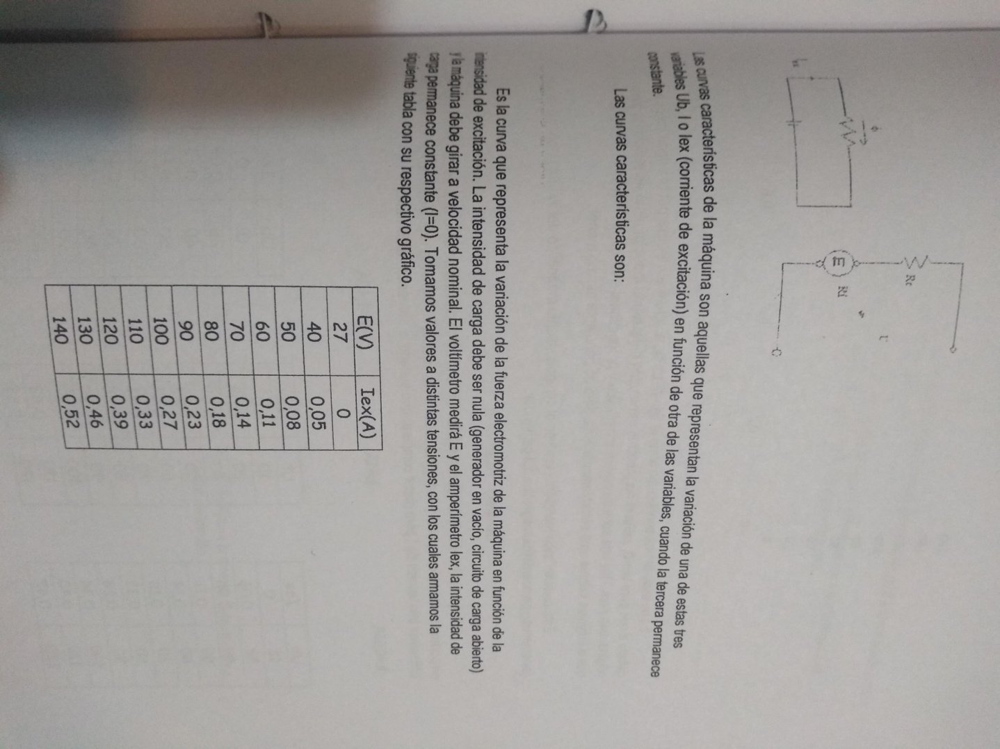 Rc
E
Ri
U
Iex
ϕ
Las curvas características de la máquina son aquellas que representan la variación de una de estas tres
variables Ub, I o Iex (corriente de excitación) en función de otra de las variables, cuando la tercera permanece
constante.
Las curvas características son:
Es la curva que representa la variación de la fuerza electromotriz de la máquina en función de la
intensidad de excitación. La intensidad de carga debe ser nula (generador en vacío, circuito de carga abierto)
y la máquina debe girar a velocidad nominal. El voltímetro medirá E y el amperímetro Iex, la intensidad de
carga permanece constante (I=0). Tomamos valores a distintas tensiones, con los cuales armamos la
siguiente tabla con su respectivo gráfico.
E(V) Iex(A)
27 0
40 0,05
50 0,08
60 0,11
70 0,14
80 0,18
90 0,23
100 0,27
110 0,33
120 0,39
130 0,46
140 0,52